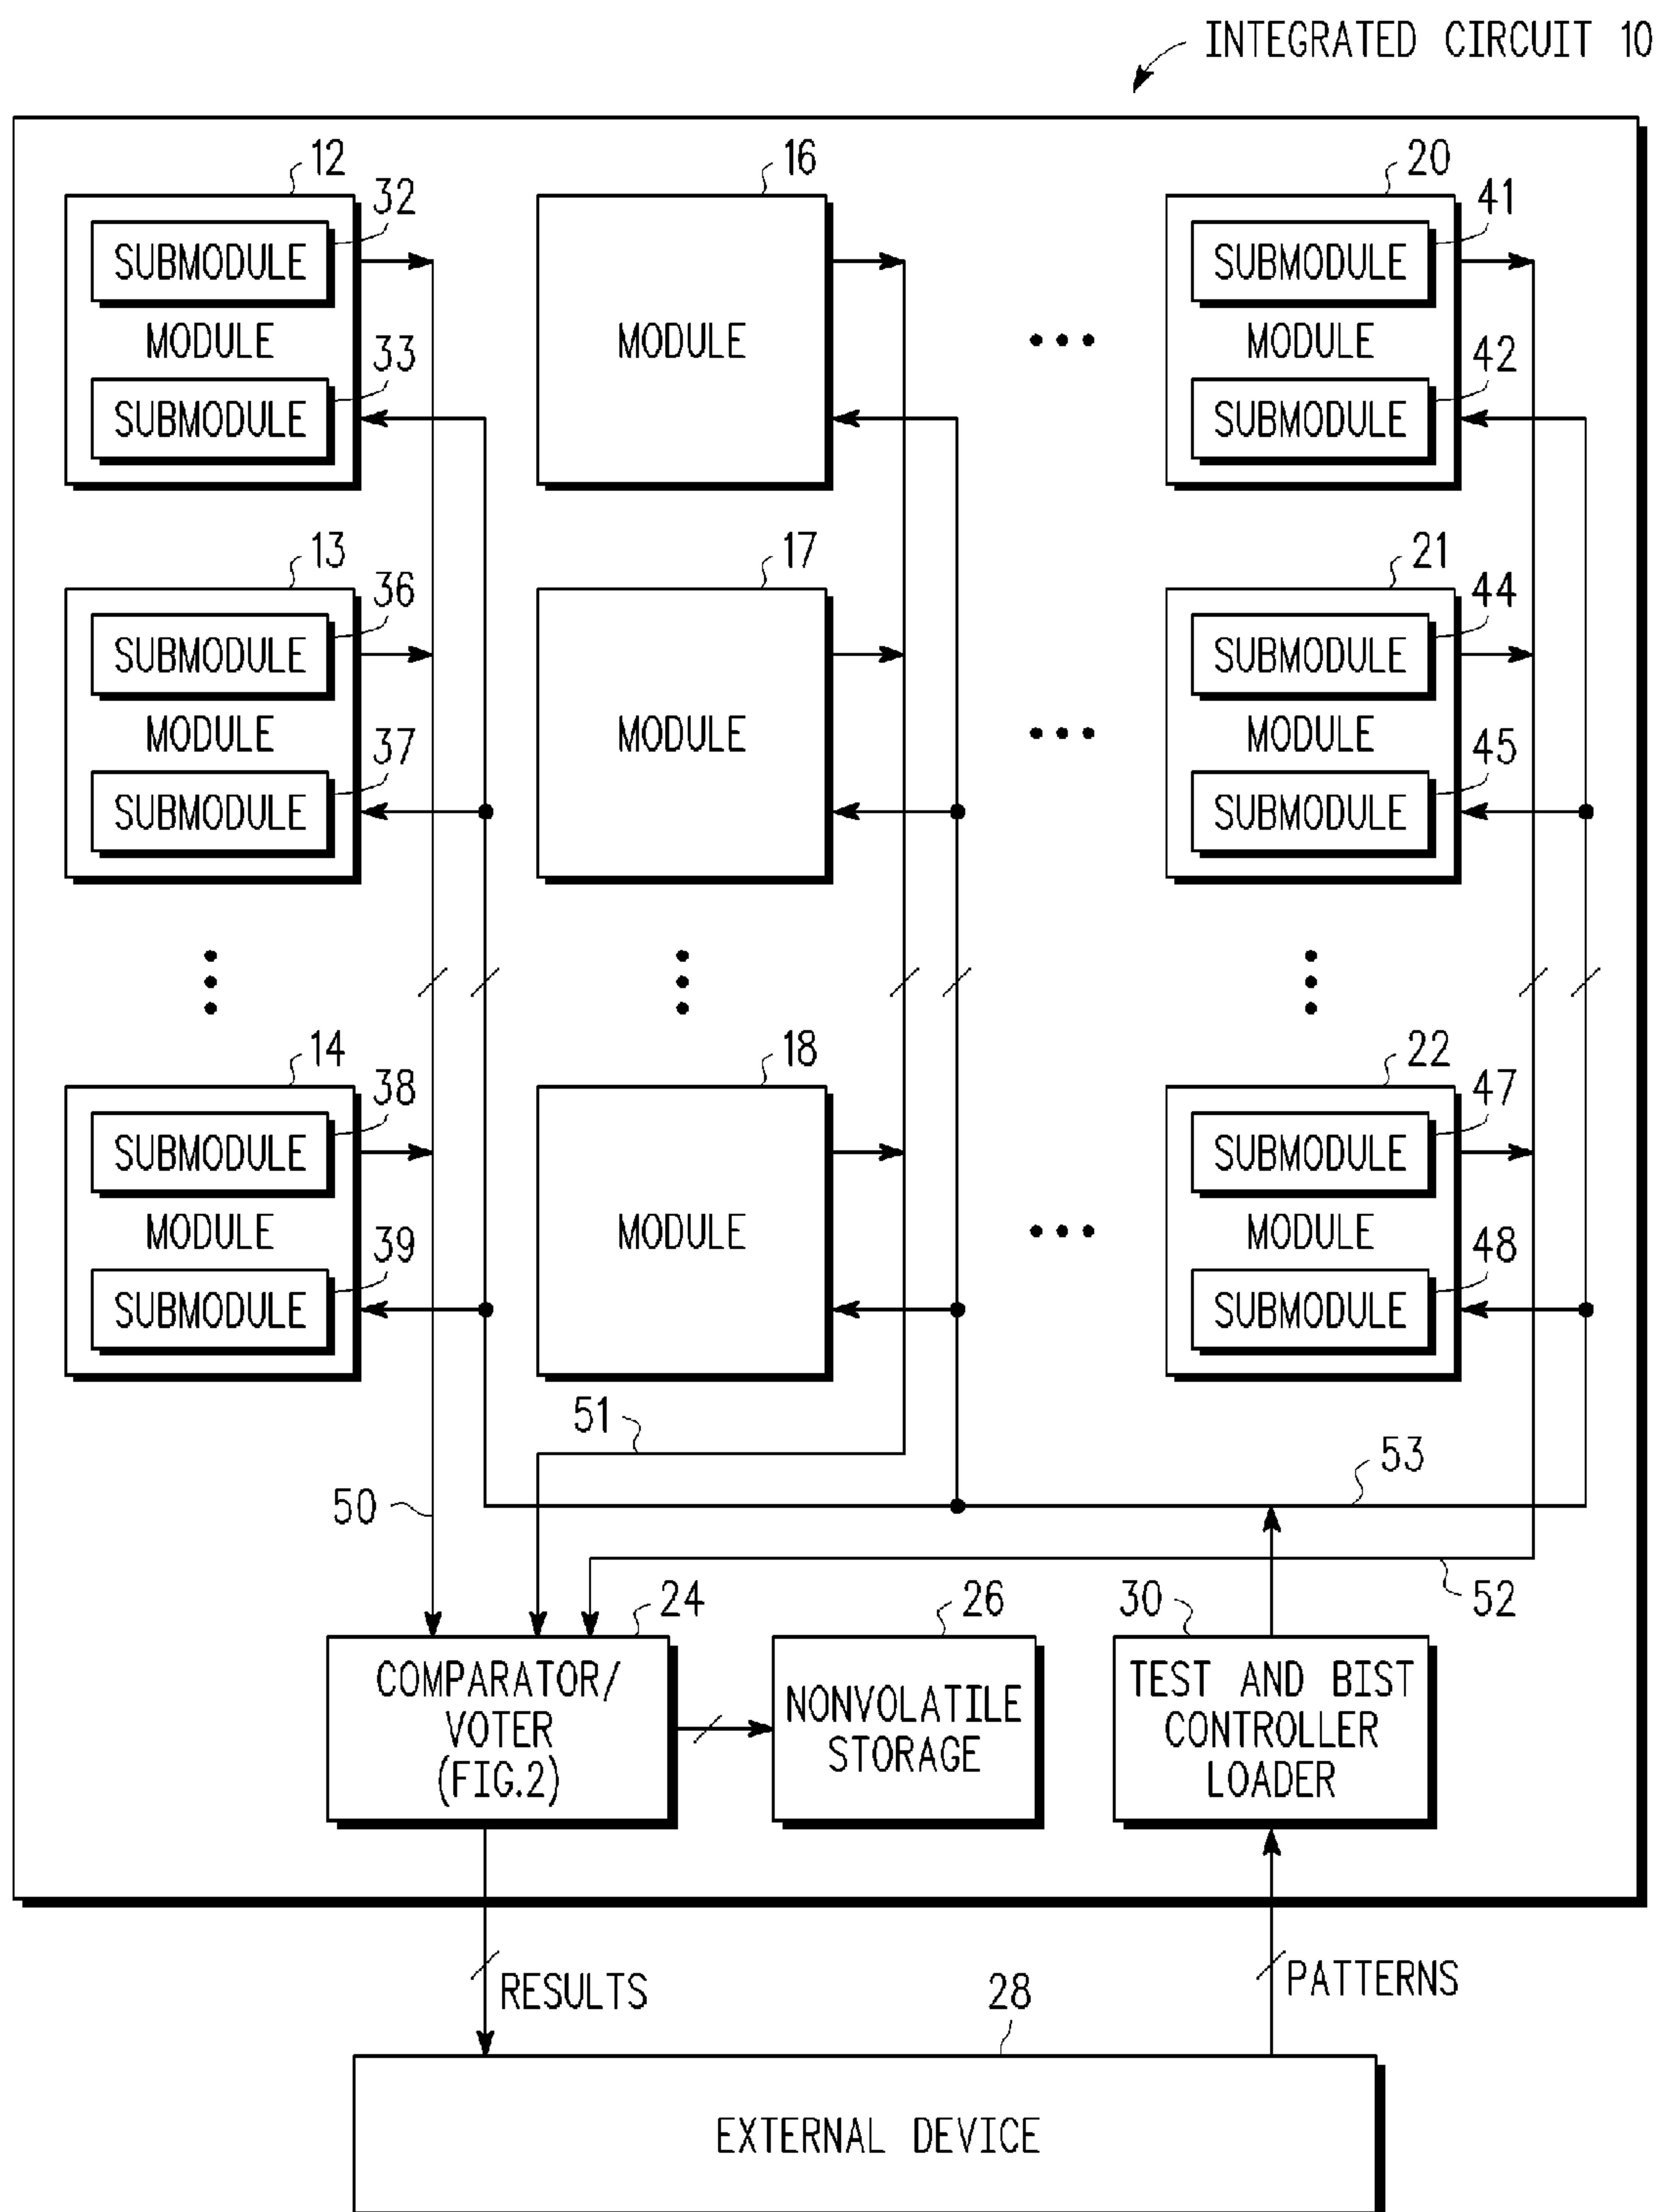 INTEGRATED CIRCUIT 10
12
16
20
32
41
SUBMODULE
SUBMODULE
MODULE
MODULE
MODULE
33
42
SUBMODULE
SUBMODULE
13
17
21
36
44
SUBMODULE
SUBMODULE
MODULE
MODULE
MODULE
37
45
SUBMODULE
SUBMODULE
14
18
22
38
47
SUBMODULE
SUBMODULE
MODULE
MODULE
MODULE
39
48
SUBMODULE
SUBMODULE
51
53
50
24
26
30
52
COMPARATOR/
VOTER
(FIG.2)
NONVOLATILE
STORAGE
TEST AND BIST
CONTROLLER
LOADER
RESULTS
28
PATTERNS
EXTERNAL DEVICE